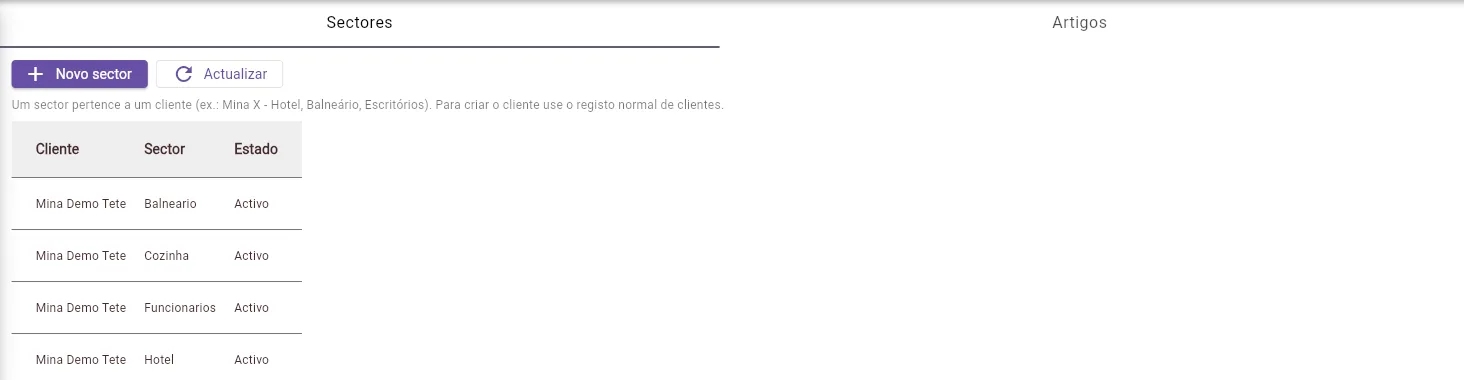 Sectores Artigos
Novo sector Actualizar
Um sector pertence a um cliente (ex.: Mina X - Hotel, Balneário, Escritórios). Para criar o cliente use o registo normal de clientes.
Cliente Sector Estado
Mina Demo Tete Balneario Activo
Mina Demo Tete Cozinha Activo
Mina Demo Tete Funcionarios Activo
Mina Demo Tete Hotel Activo